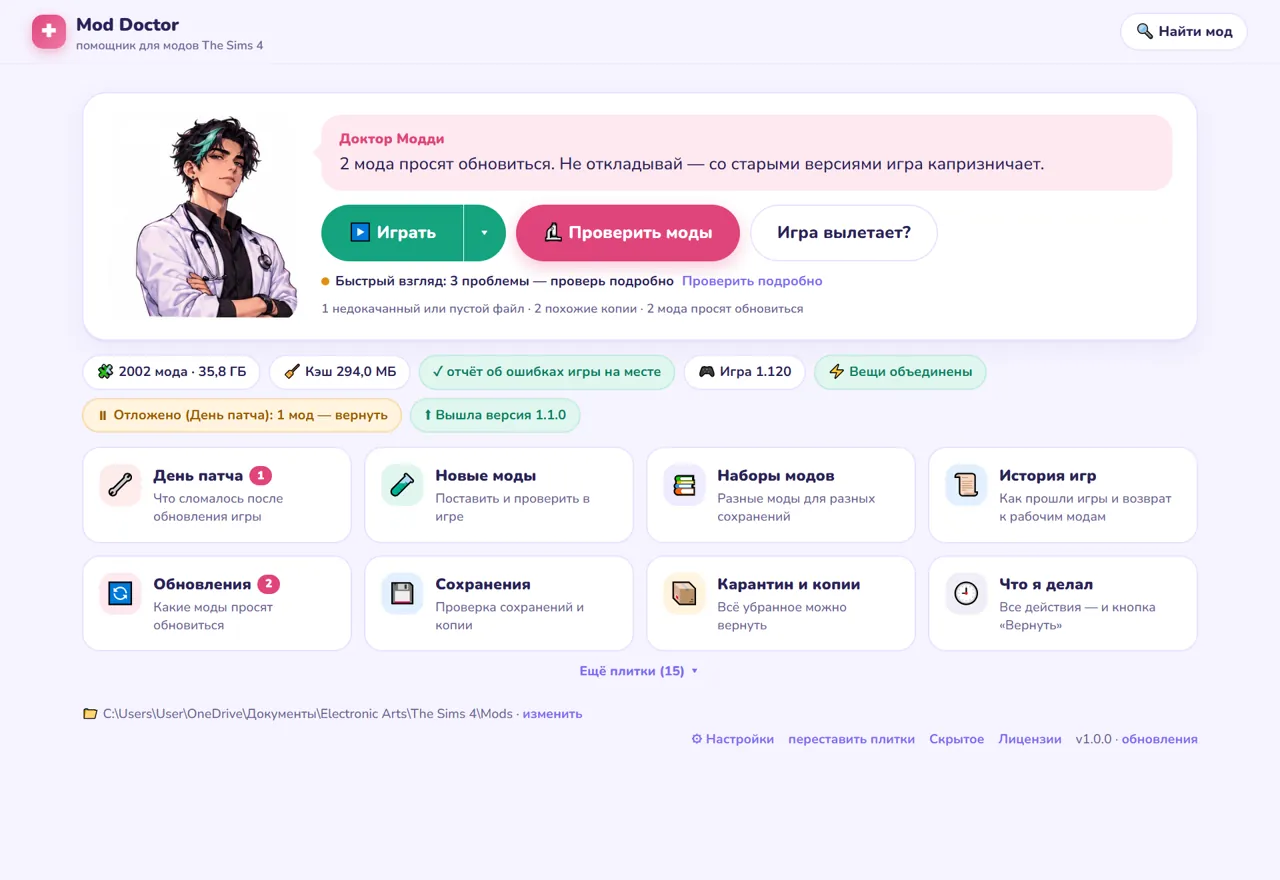 Mod Doctor
помощник для модов The Sims 4
Найти мод
Доктор Модди
2 мода просят обновиться. Не откладывай — со старыми версиями игра капризничает.
Играть
Проверить моды
Игра вылетает?
Быстрый взгляд: 3 проблемы — проверь подробно Проверить подробно
1 недокачанный или пустой файл · 2 похожие копии · 2 мода просят обновиться
2002 мода · 35,8 ГБ
Кэш 294,0 МБ
✓ отчёт об ошибках игры на месте
Игра 1.120
Вещи объединены
Отложено (День патча): 1 мод — вернуть
⬆ Вышла версия 1.1.0
День патча 1
Что сломалось после
обновления игры
Новые моды
Поставить и проверить в
игре
Наборы модов
Разные моды для разных
сохранений
История игр
Как прошли игры и возврат
к рабочим модам
Обновления 2
Какие моды просят
обновиться
Сохранения
Проверка сохранений и
копии
Карантин и копии
Всё убранное можно
вернуть
Что я делал
Все действия — и кнопка
«Вернуть»
Ещё плитки (15)
C:\Users\User\OneDrive\Документы\Electronic Arts\The Sims 4\Mods · изменить
⚙ Настройки переставить плитки Скрытое Лицензии v1.0.0 · обновления